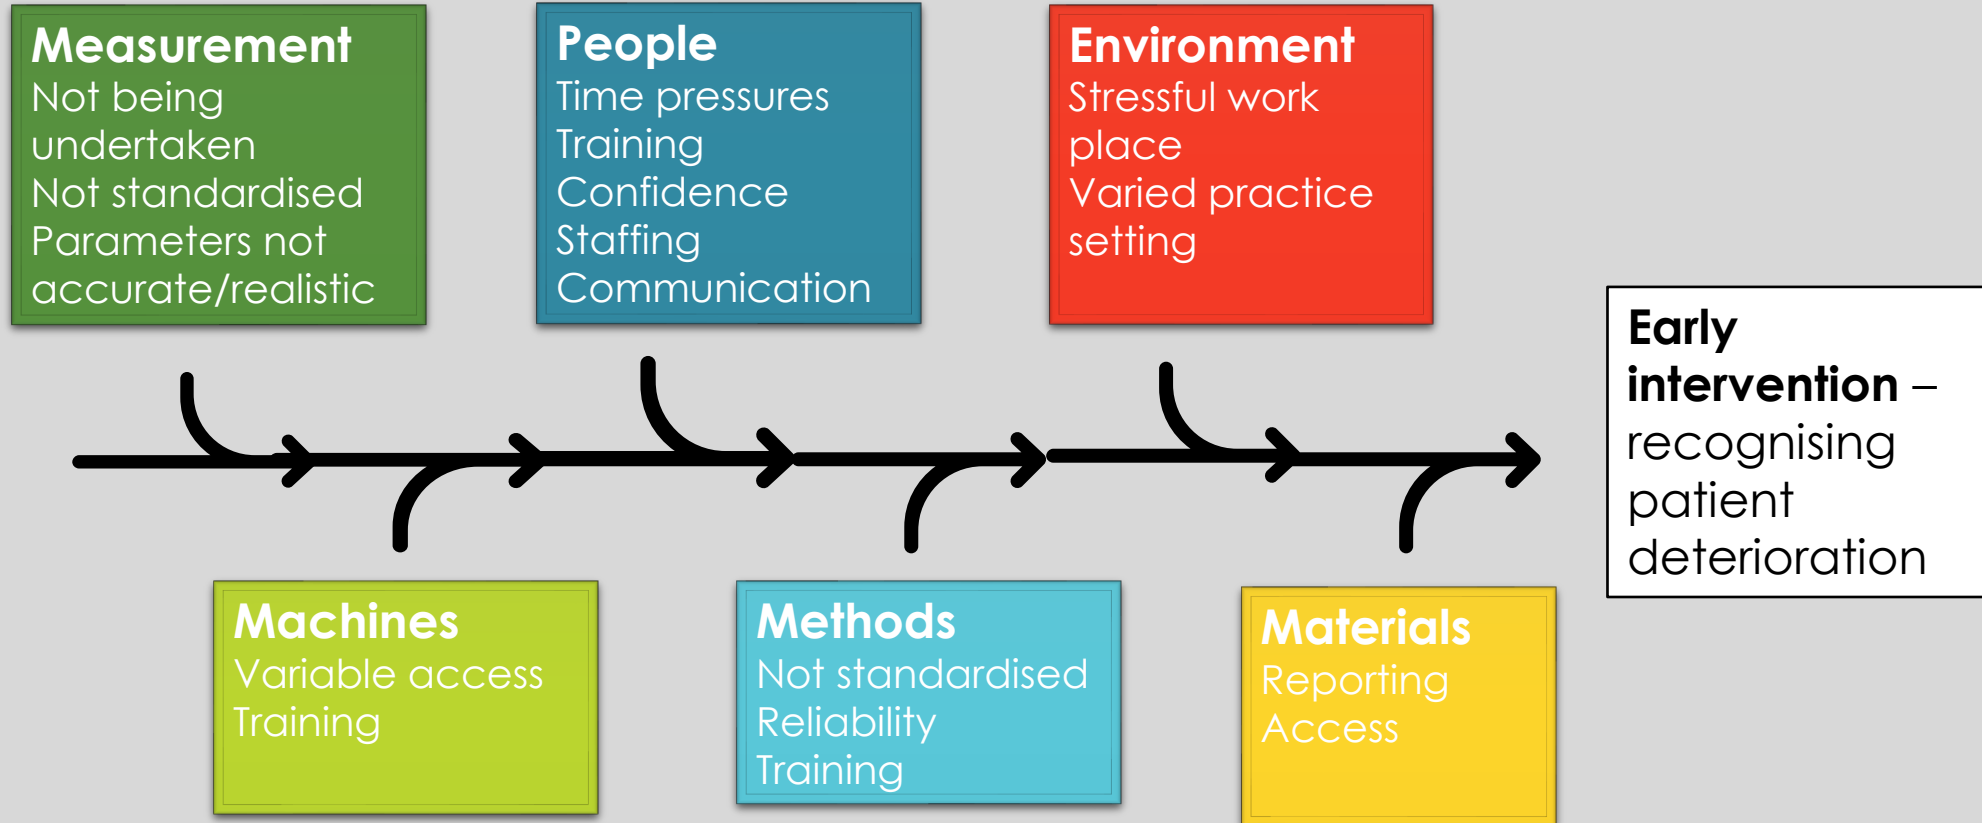 Measurement
Not being
undertaken
Not standardised
Parameters not
accurate/realistic
People
Time pressures
Training
Confidence
Staffing
Communication
Environment
Stressful work
place
Varied practice
setting
Early
intervention –
recognising
patient
deterioration
Machines
Variable access
Training
Methods
Not standardised
Reliability
Training
Materials
Reporting
Access